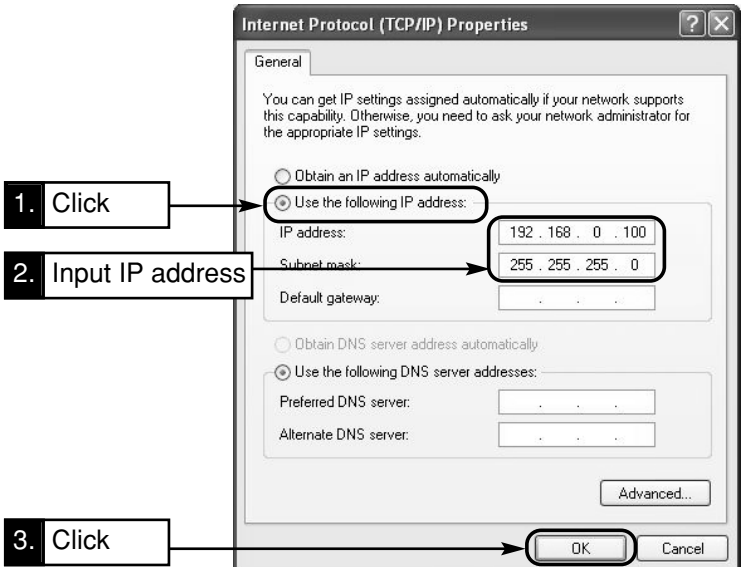 Internet Protocol (TCP/IP) Properties
General
You can get IP settings assigned automatically if your network supports
this capability. Otherwise, you need to ask your network administrator for
the appropriate IP settings.
Obtain an IP address automatically
1. Click
Use the following IP address:
IP address: 192 . 168 . 0 . 100
2. Input IP address
Subnet mask: 255 . 255 . 255 . 0
Default gateway: . . .
Obtain DNS server address automatically
Use the following DNS server addresses:
Preferred DNS server: . . .
Alternate DNS server: . . .
Advanced...
3. Click
OK Cancel